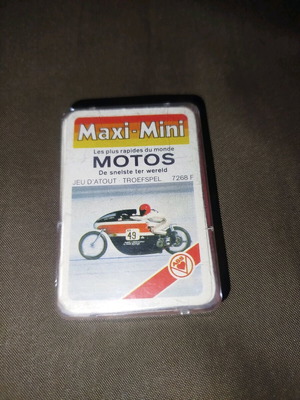 Maxi-Mini
Les plus rapides du monde
MOTOS
De snelste ter wereld
JEU D'ATOUT · TROEFSPEL 7268 F
49